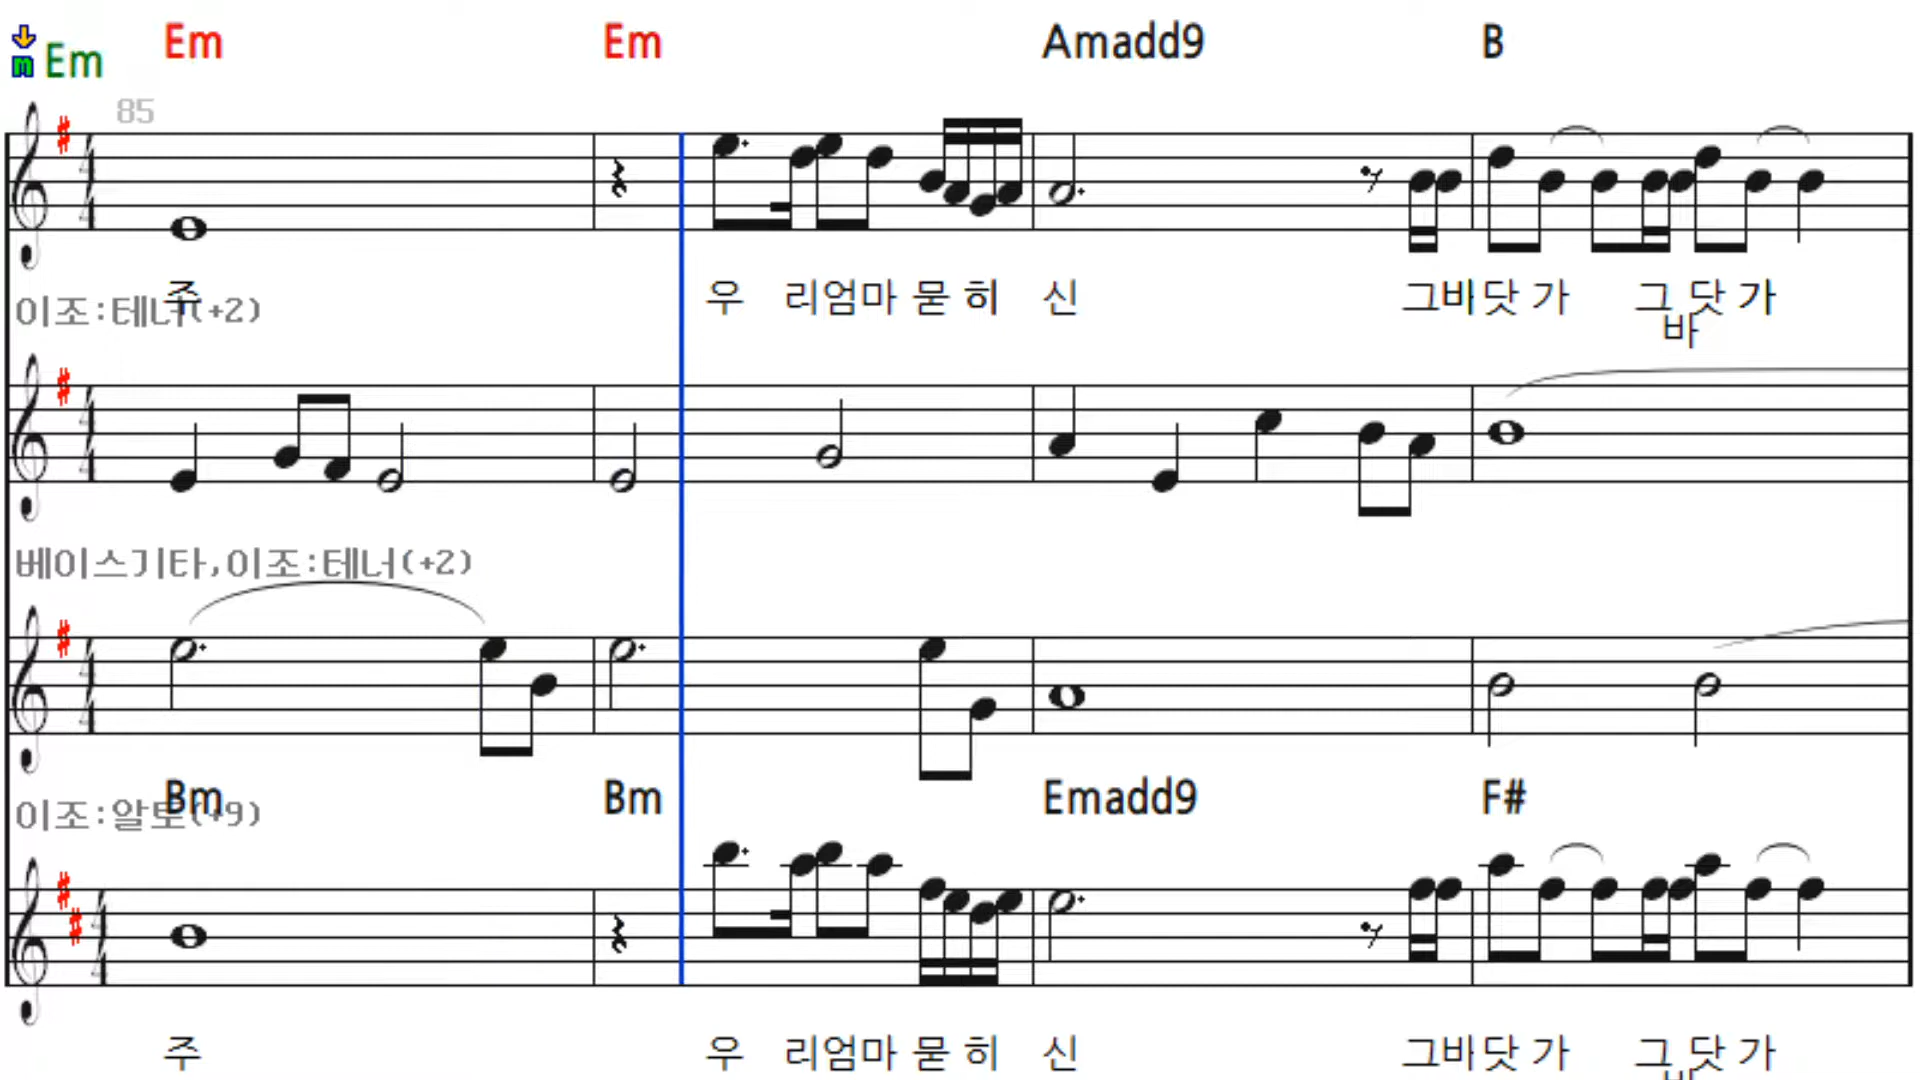 Em Em Em Amadd9 B
85
주 우 리엄마 묻 히 신 그바닷 가 그 닷 가
바
이조:테너(+2)
베이스기타,이조:테너(+2)
Bm Bm Emadd9 F#
이조:알토(+9)
주 우 리엄마 묻 히 신 그바닷 가 그 닷 가